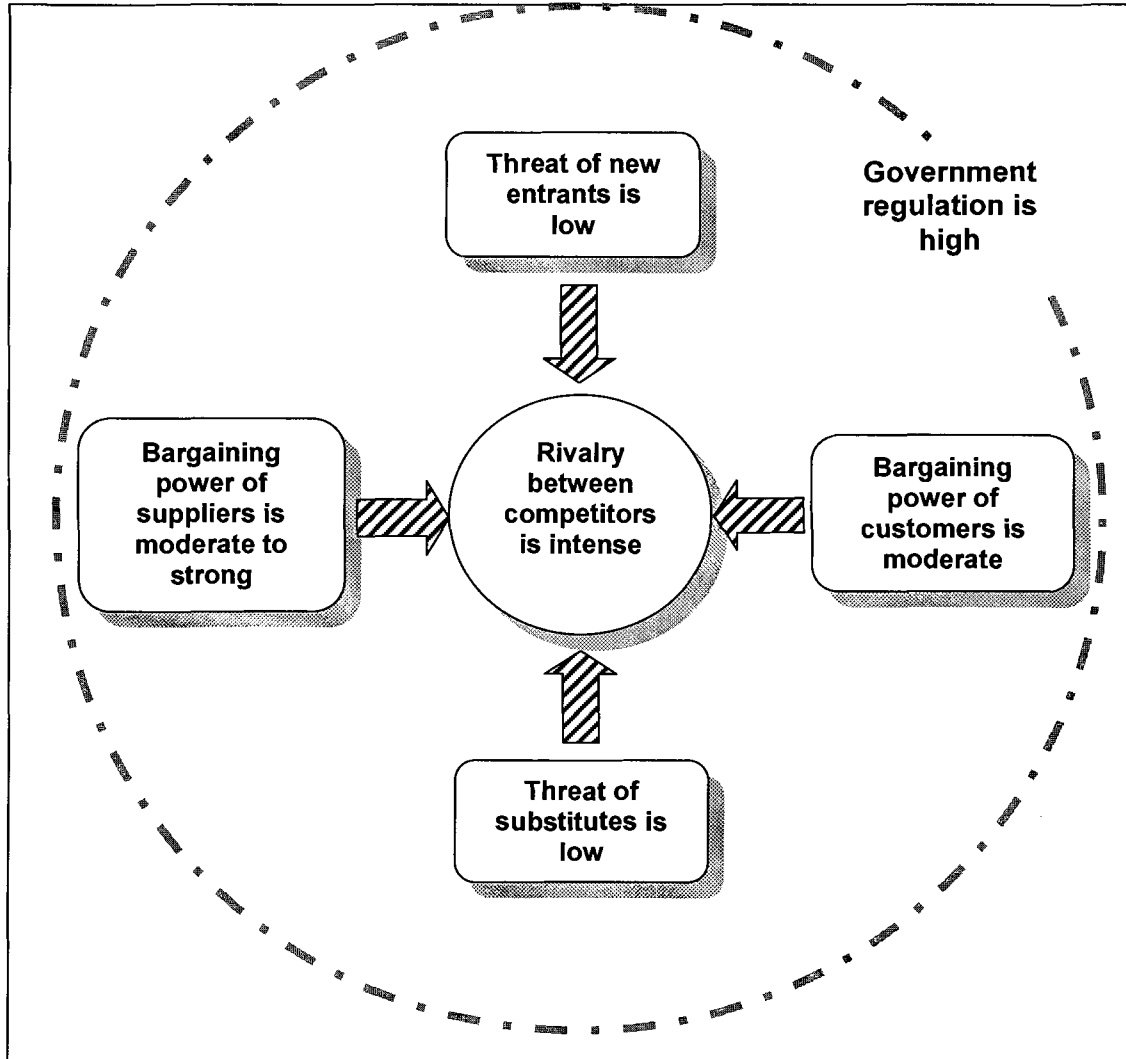 Threat of new
entrants is
low
Government
regulation is
high
Bargaining
power of
suppliers is
moderate to
strong
Rivalry
between
competitors
is intense
Bargaining
power of
customers is
moderate
Threat of
substitutes is
low